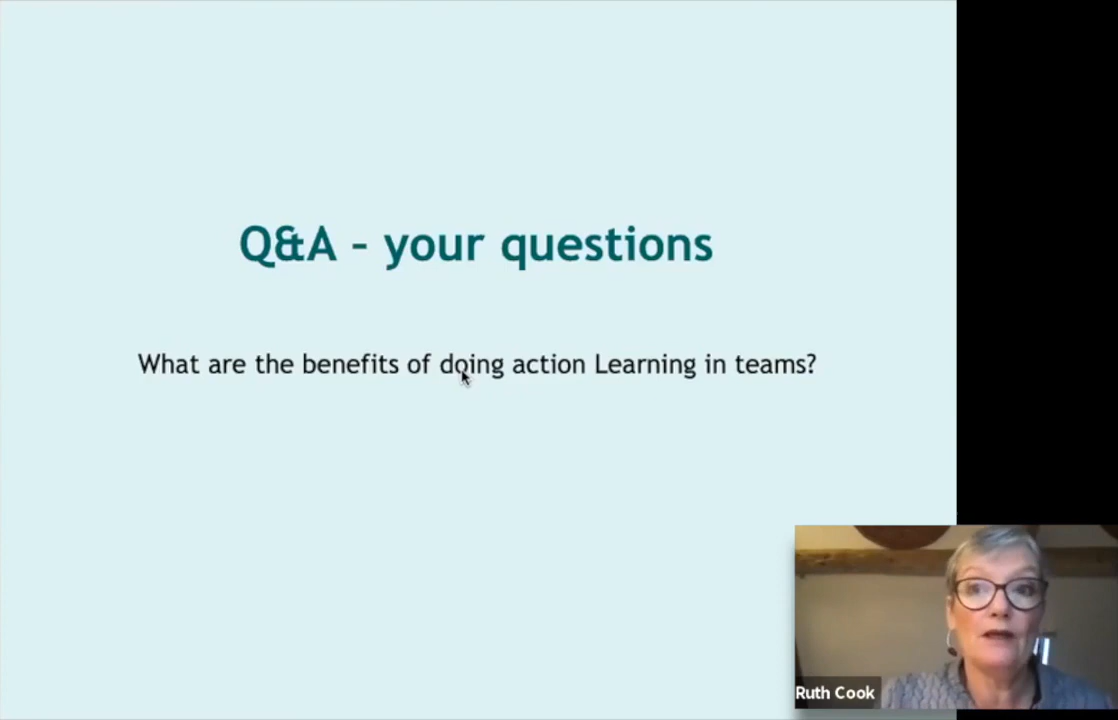 Q&A – your questions
What are the benefits of doing action Learning in teams?
Ruth Cook